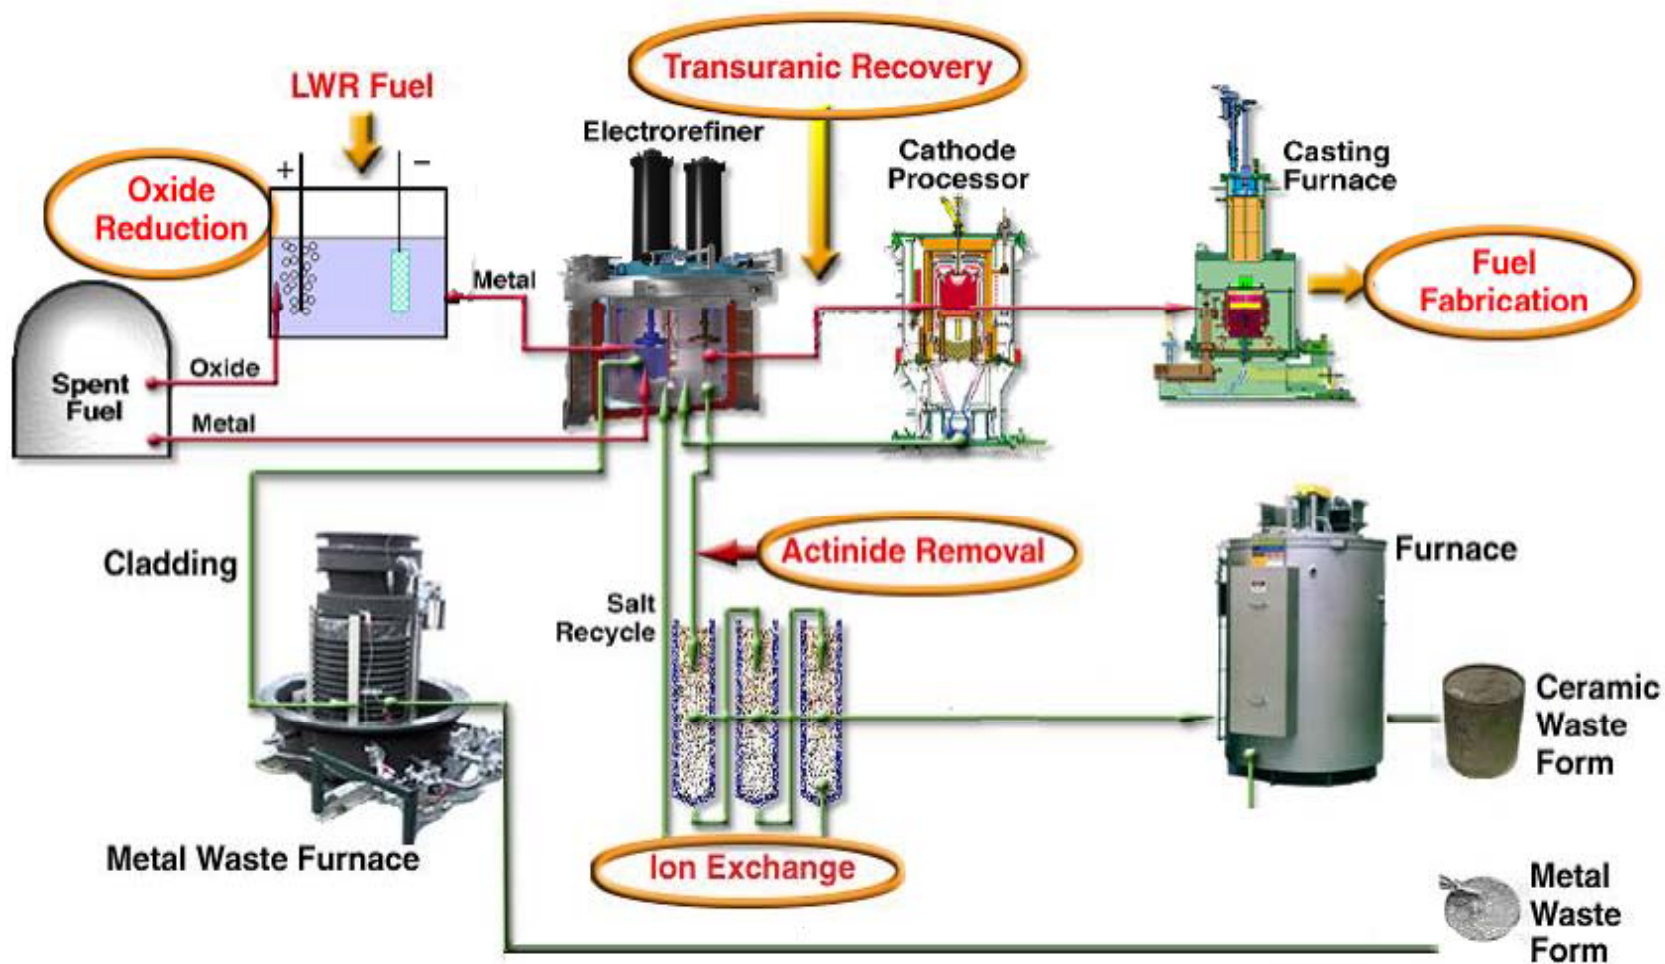 LWR Fuel
Transuranic Recovery
Electrorefiner
Cathode
Processor
Casting
Furnace
Oxide
Reduction
+
−
Metal
Fuel
Fabrication
Spent
Fuel
Oxide
Metal
Cladding
Actinide Removal
Furnace
Salt
Recycle
Ceramic
Waste
Form
Metal Waste Furnace
Ion Exchange
Metal
Waste
Form